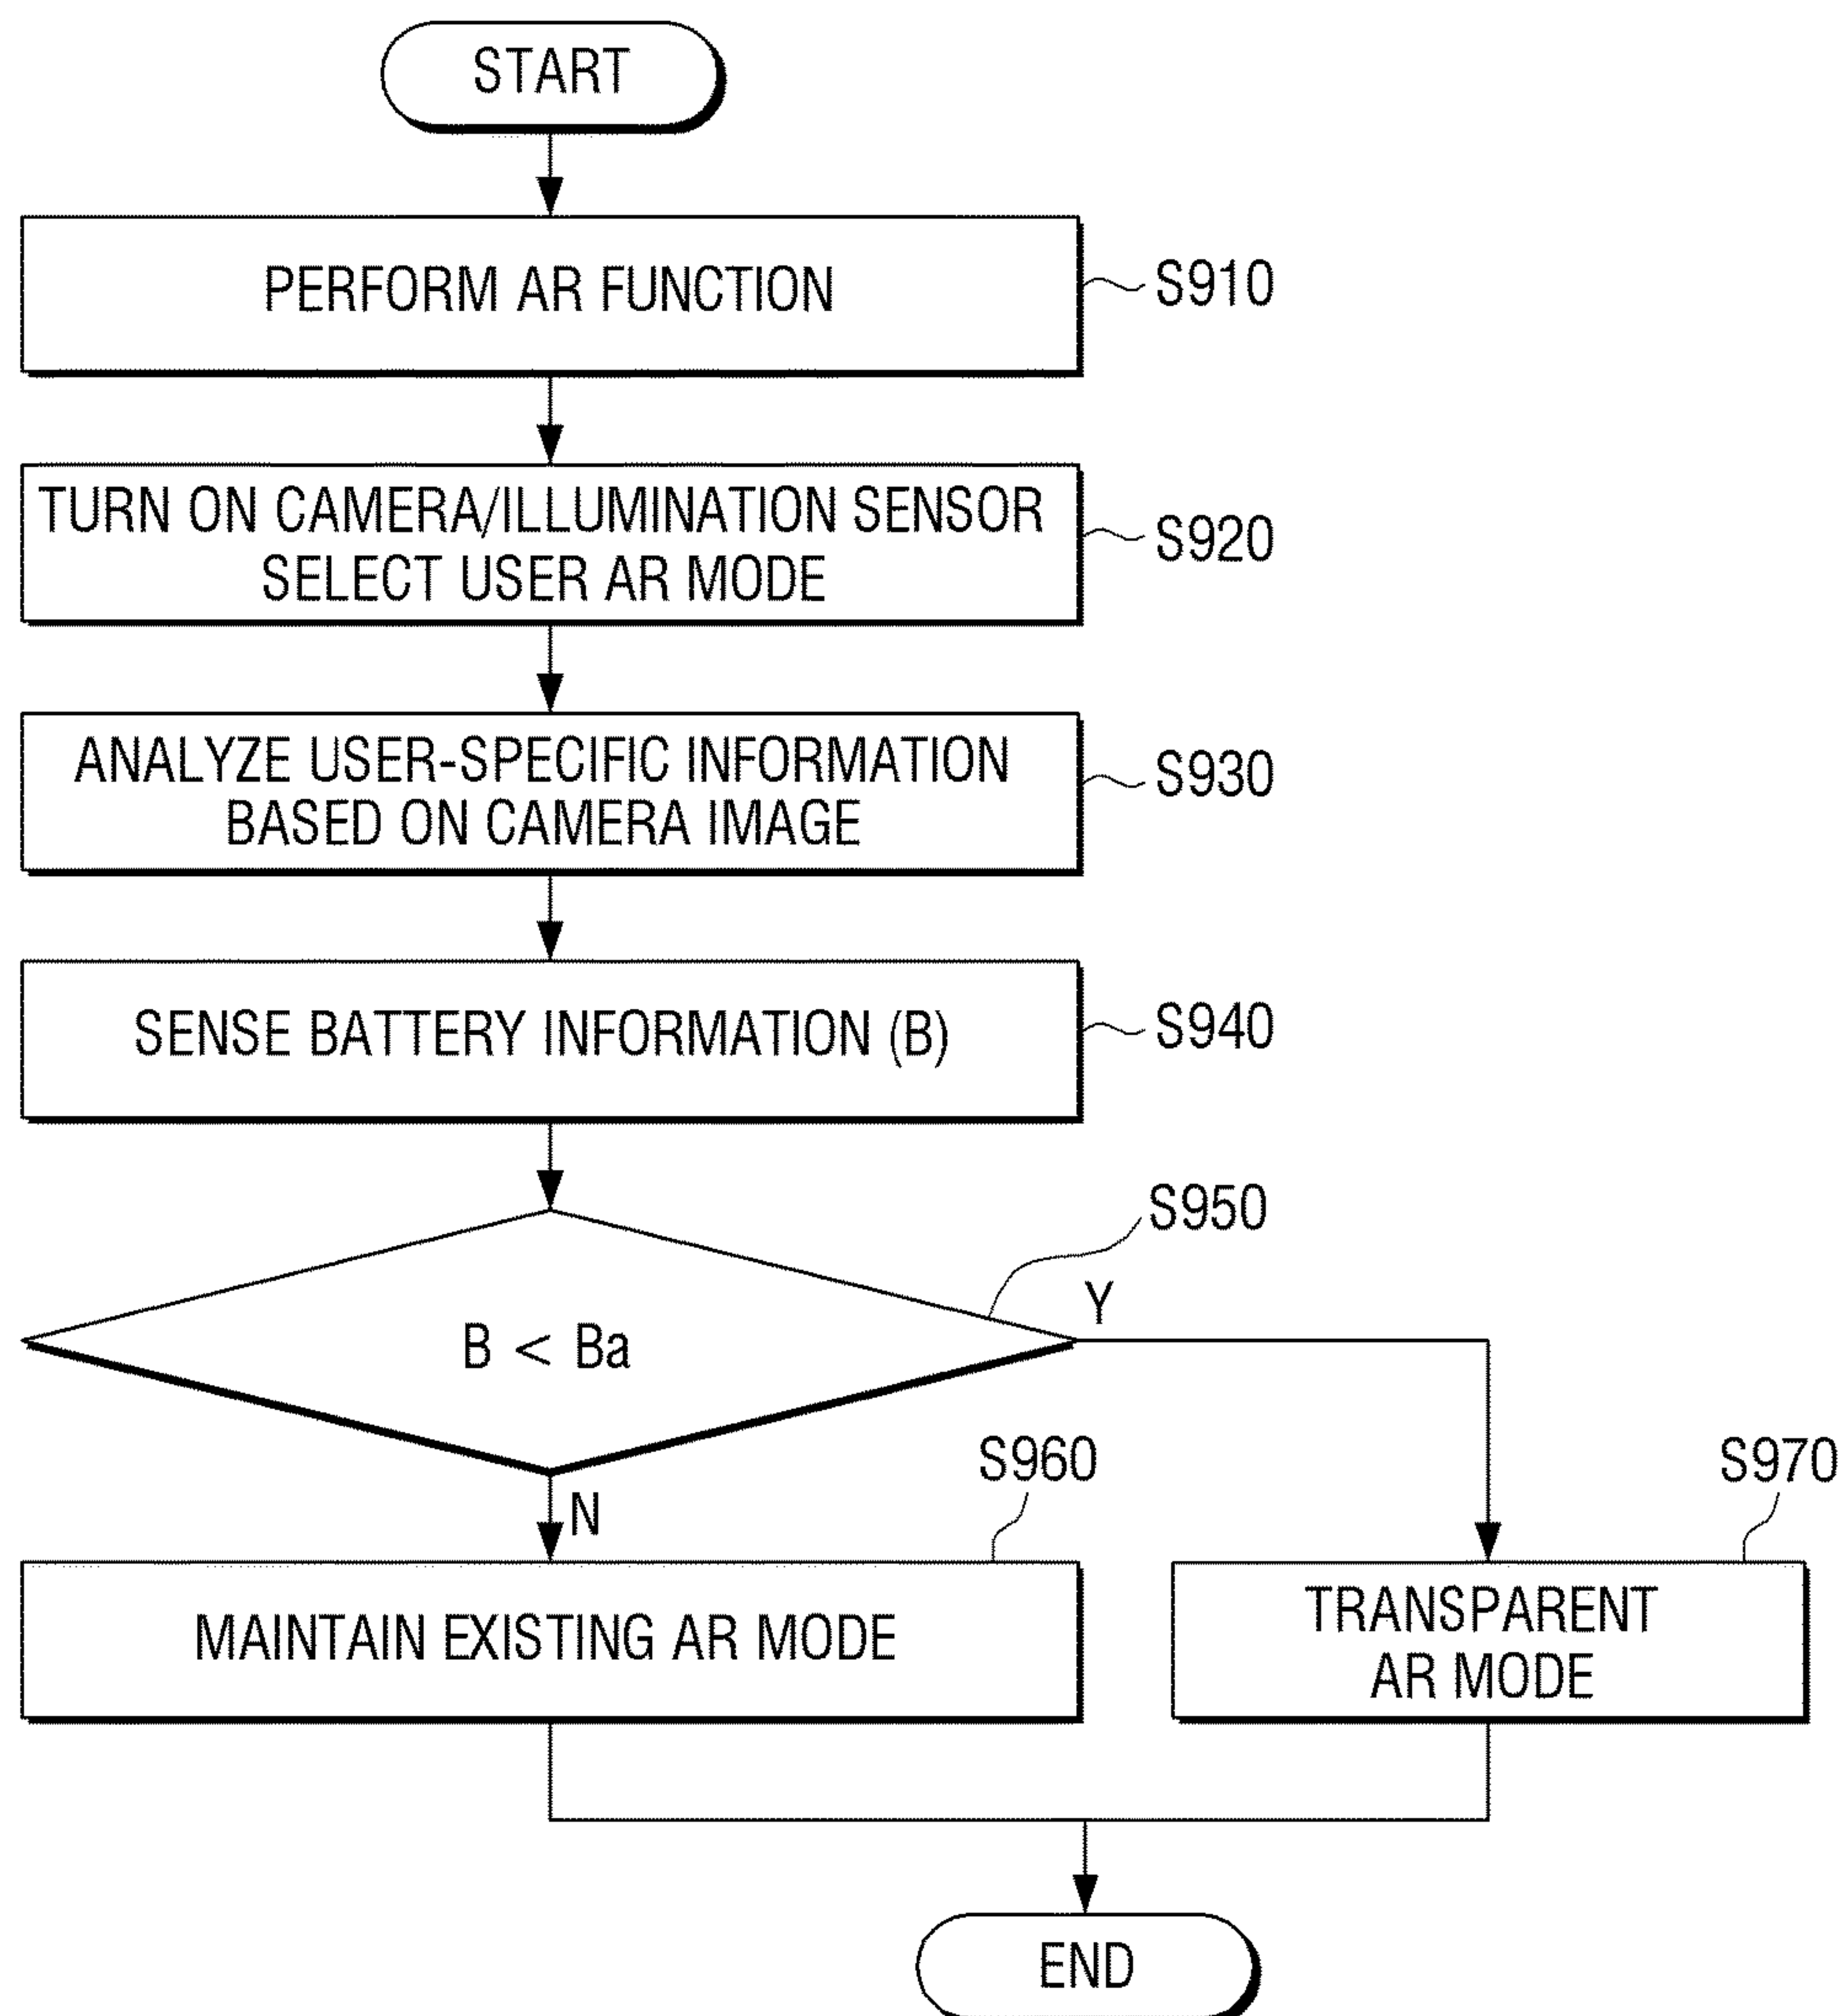 START
PERFORM AR FUNCTION
S910
TURN ON CAMERA/ILLUMINATION SENSOR
SELECT USER AR MODE
S920
ANALYZE USER-SPECIFIC INFORMATION
BASED ON CAMERA IMAGE
S930
SENSE BATTERY INFORMATION (B)
S940
S950
B < Ba
Y
N
S960
MAINTAIN EXISTING AR MODE
S970
TRANSPARENT
AR MODE
END